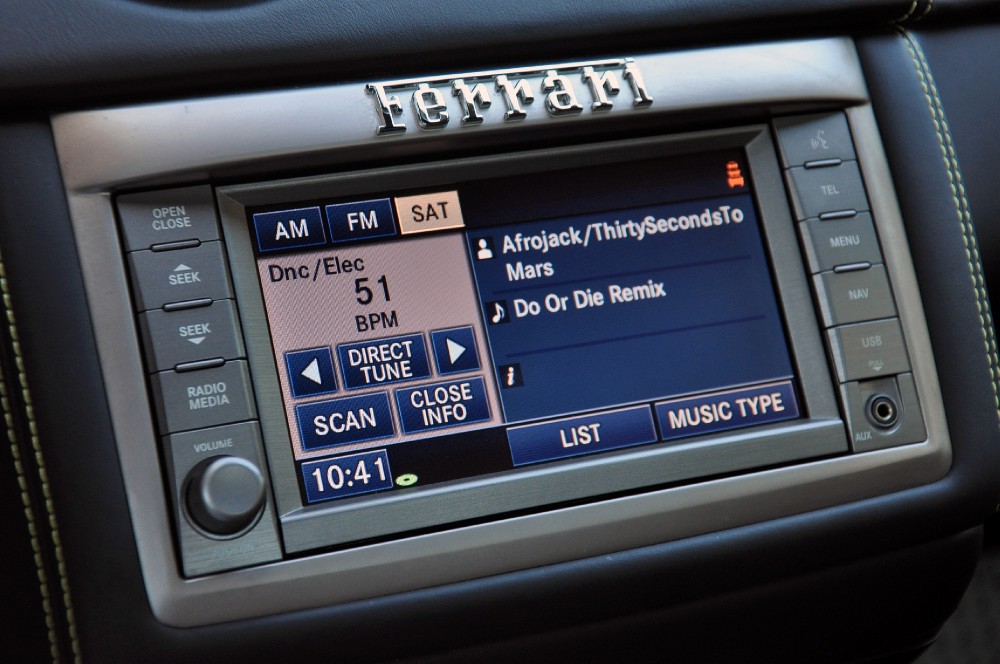 Ferrari
OPEN
CLOSE
SEEK
SEEK
RADIO
MEDIA
VOLUME
AM FM SAT
Dnc/Elec
51
BPM
DIRECT
TUNE
SCAN
CLOSE
INFO
10:41
Afrojack/ThirtySecondsTo
Mars
Do Or Die Remix
i
LIST
MUSIC TYPE
TEL
MENU
NAV
USB
PULL
AUX